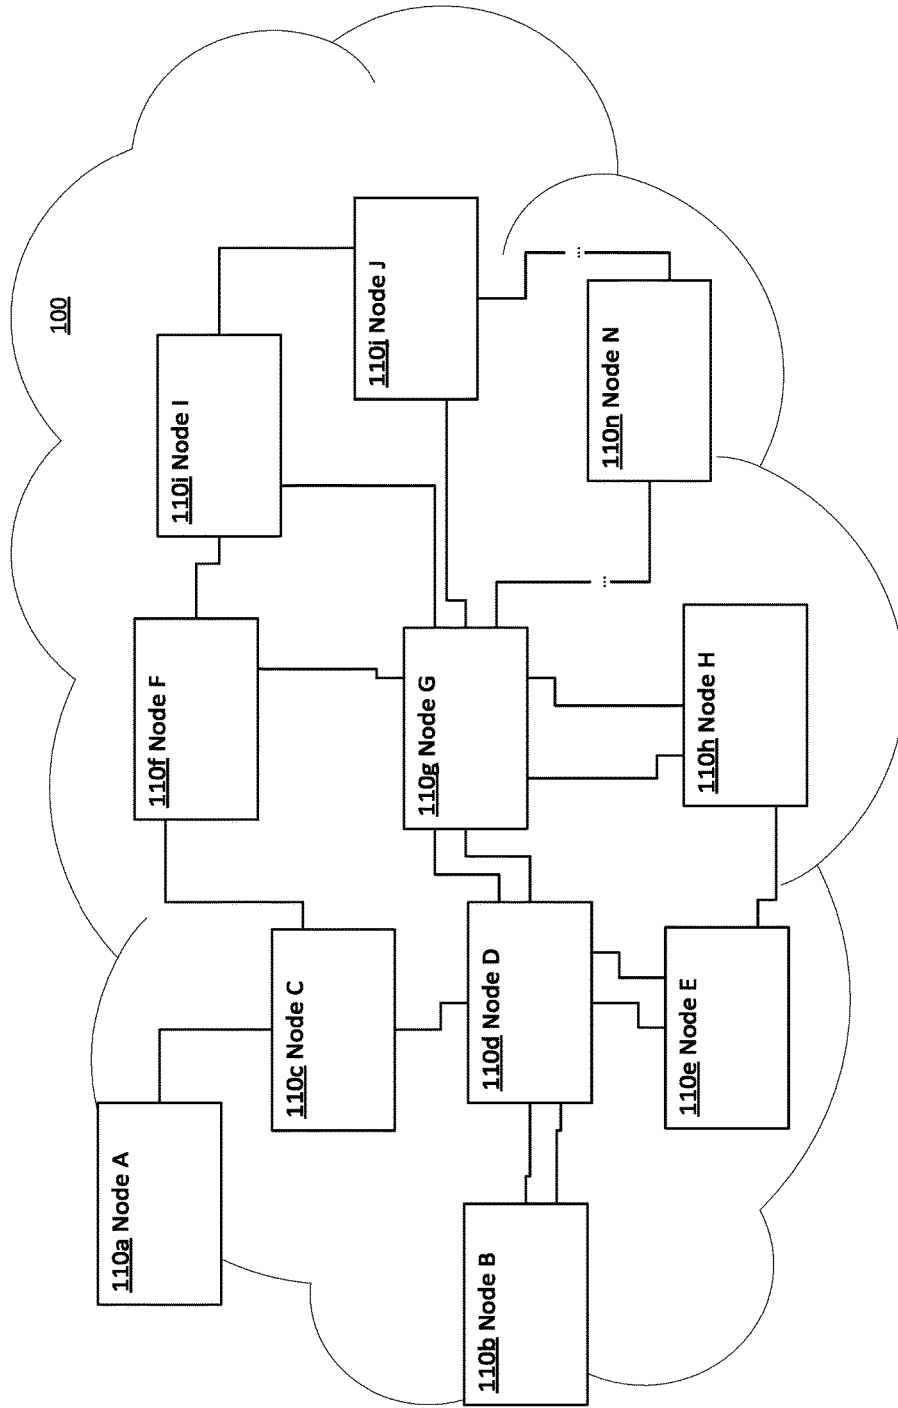 100
110a Node A
110b Node B
110c Node C
110d Node D
110e Node E
110f Node F
110g Node G
110h Node H
110i Node I
110j Node J
...
...
110n Node N